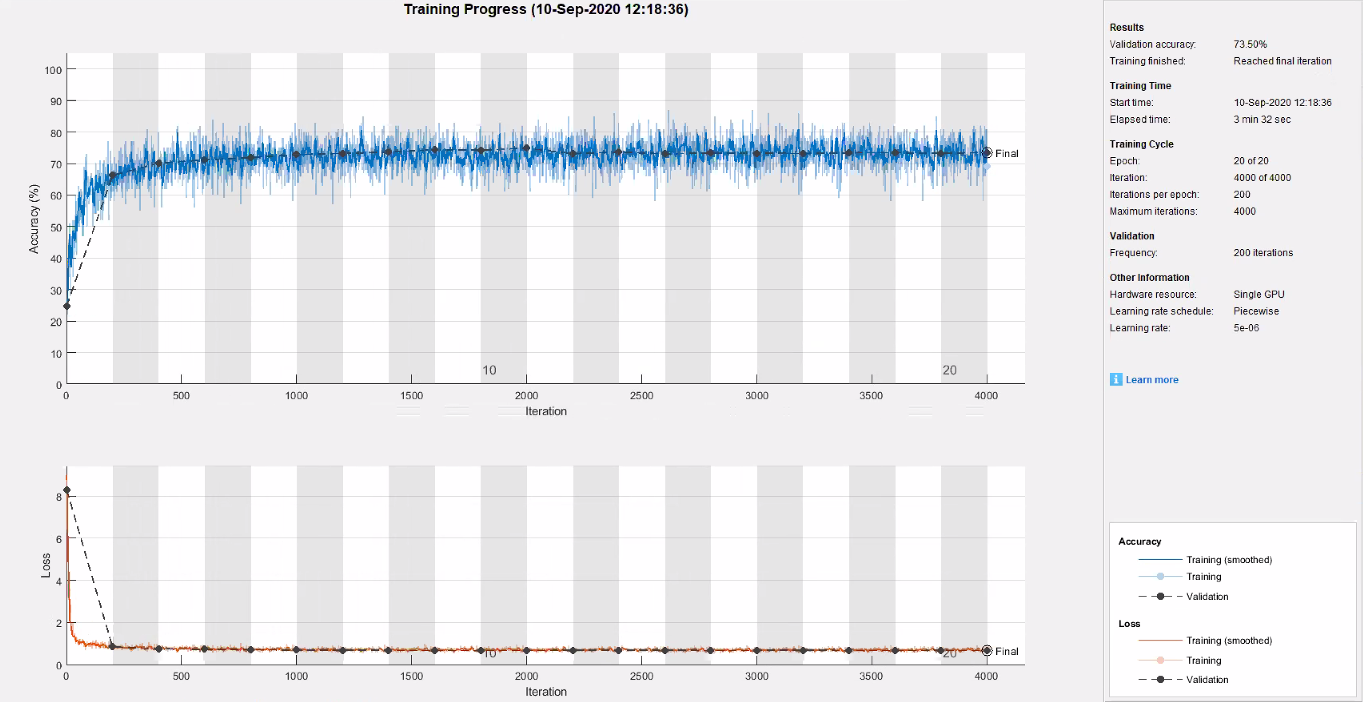 Training Progress (10-Sep-2020 12:18:36)
100
90
80
70
60
50
40
30
20
10
0
Accuracy (%)
Final
10
20
0 500 1000 1500 2000 2500 3000 3500 4000
Iteration
8
6
4
2
0
Loss
Final
10
20
0 500 1000 1500 2000 2500 3000 3500 4000
Iteration
Results
Validation accuracy: 73.50%
Training finished: Reached final iteration
Training Time
Start time: 10-Sep-2020 12:18:36
Elapsed time: 3 min 32 sec
Training Cycle
Epoch: 20 of 20
Iteration: 4000 of 4000
Iterations per epoch: 200
Maximum iterations: 4000
Validation
Frequency: 200 iterations
Other Information
Hardware resource: Single GPU
Learning rate schedule: Piecewise
Learning rate: 5e-06
i Learn more
Accuracy
Training (smoothed)
Training
Validation
Loss
Training (smoothed)
Training
Validation